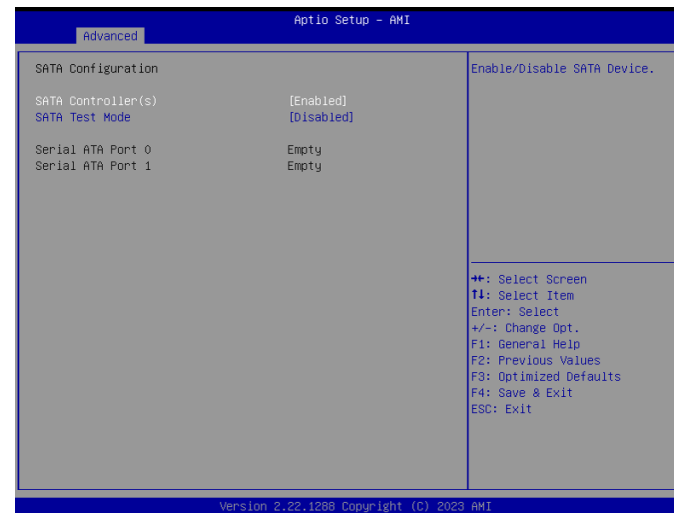 Aptio Setup – AMI
Advanced
SATA Configuration
SATA Controller(s) [Enabled]
SATA Test Mode [Disabled]
Serial ATA Port 0 Empty
Serial ATA Port 1 Empty
Enable/Disable SATA Device.
→←: Select Screen
↑↓: Select Item
Enter: Select
+/-: Change Opt.
F1: General Help
F2: Previous Values
F3: Optimized Defaults
F4: Save & Exit
ESC: Exit
Version 2.22.1288 Copyright (C) 2023 AMI